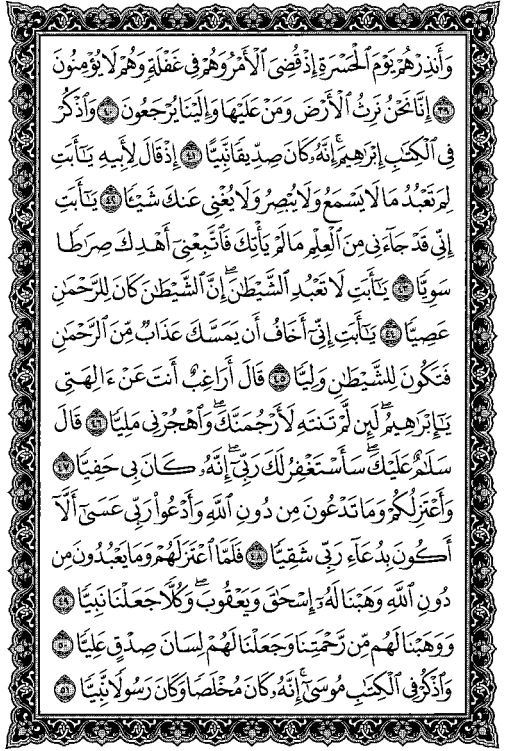 وَأَنذِرْهُمْ يَوْمَ ٱلْحَسْرَةِ إِذْ قُضِىَ ٱلْأَمْرُ وَهُمْ فِى غَفْلَةٍ وَهُمْ لَا يُؤْمِنُونَ
﴿٣٩﴾ إِنَّا نَحْنُ نَرِثُ ٱلْأَرْضَ وَمَنْ عَلَيْهَا وَإِلَيْنَا يُرْجَعُونَ ﴿٤٠﴾ وَٱذْكُرْ
فِى ٱلْكِتَٰبِ إِبْرَٰهِيمَ ۚ إِنَّهُۥ كَانَ صِدِّيقًا نَّبِيًّا ﴿٤١﴾ إِذْ قَالَ لِأَبِيهِ يَٰٓأَبَتِ
لِمَ تَعْبُدُ مَا لَا يَسْمَعُ وَلَا يُبْصِرُ وَلَا يُغْنِى عَنكَ شَيْـًٔا ﴿٤٢﴾ يَٰٓأَبَتِ
إِنِّى قَدْ جَآءَنِى مِنَ ٱلْعِلْمِ مَا لَمْ يَأْتِكَ فَٱتَّبِعْنِىٓ أَهْدِكَ صِرَٰطًا
سَوِيًّا ﴿٤٣﴾ يَٰٓأَبَتِ لَا تَعْبُدِ ٱلشَّيْطَٰنَ ۖ إِنَّ ٱلشَّيْطَٰنَ كَانَ لِلرَّحْمَٰنِ
عَصِيًّا ﴿٤٤﴾ يَٰٓأَبَتِ إِنِّىٓ أَخَافُ أَن يَمَسَّكَ عَذَابٌ مِّنَ ٱلرَّحْمَٰنِ
فَتَكُونَ لِلشَّيْطَٰنِ وَلِيًّا ﴿٤٥﴾ قَالَ أَرَاغِبٌ أَنتَ عَنْ ءَالِهَتِى
يَٰٓإِبْرَٰهِيمُ ۖ لَئِن لَّمْ تَنتَهِ لَأَرْجُمَنَّكَ ۖ وَٱهْجُرْنِى مَلِيًّا ﴿٤٦﴾ قَالَ
سَلَٰمٌ عَلَيْكَ ۖ سَأَسْتَغْفِرُ لَكَ رَبِّىٓ ۖ إِنَّهُۥ كَانَ بِى حَفِيًّا ﴿٤٧﴾
وَأَعْتَزِلُكُمْ وَمَا تَدْعُونَ مِن دُونِ ٱللَّهِ وَأَدْعُوا۟ رَبِّى عَسَىٰٓ أَلَّآ
أَكُونَ بِدُعَآءِ رَبِّى شَقِيًّا ﴿٤٨﴾ فَلَمَّا ٱعْتَزَلَهُمْ وَمَا يَعْبُدُونَ مِن
دُونِ ٱللَّهِ وَهَبْنَا لَهُۥٓ إِسْحَٰقَ وَيَعْقُوبَ ۖ وَكُلًّا جَعَلْنَا نَبِيًّا ﴿٤٩﴾
وَوَهَبْنَا لَهُم مِّن رَّحْمَتِنَا وَجَعَلْنَا لَهُمْ لِسَانَ صِدْقٍ عَلِيًّا ﴿٥٠﴾
وَٱذْكُرْ فِى ٱلْكِتَٰبِ مُوسَىٰٓ ۚ إِنَّهُۥ كَانَ مُخْلَصًا وَكَانَ رَسُولًا نَّبِيًّا ﴿٥١﴾